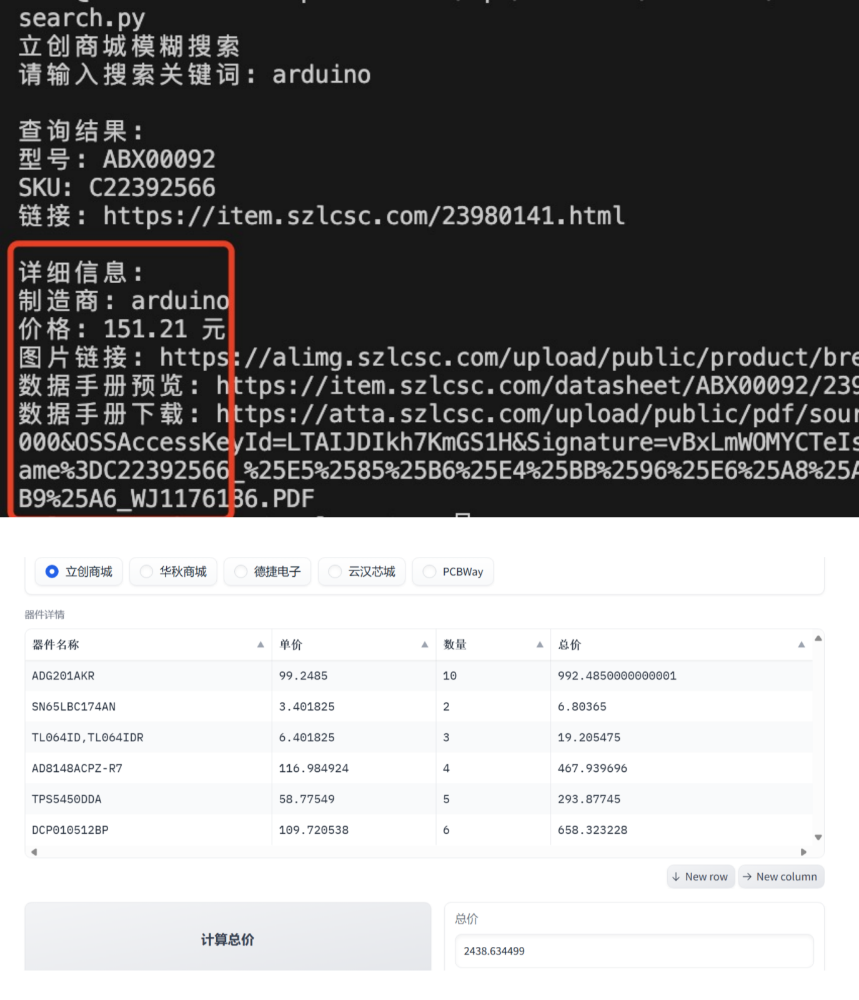 search.py
立创商城模糊搜索
请输入搜索关键词: arduino
查询结果:
型号: ABX00092
SKU: C22392566
链接: https://item.szlcsc.com/23980141.html
详细信息:
制造商: arduino
价格: 151.21 元
图片链接: https://alimg.szlcsc.com/upload/public/product/bre
数据手册预览: https://item.szlcsc.com/datasheet/ABX00092/239
数据手册下载: https://atta.szlcsc.com/upload/public/pdf/sour
000&OSSAccessKeyId=LTAIJDIkh7KmGS1H&Signature=vBxLmWOMYCTeIs
ame%3DC22392566_%25E5%2585%25B6%25E4%25BB%2596%25E6%25A8%25A
B9%25A6_WJ1176136.PDF
立创商城 华秋商城 德捷电子 云汉芯城 PCBWay
器件详情
器件名称 单价 数量 总价
ADG201AKR 99.2485 10 992.4850000000001
SN65LBC174AN 3.401825 2 6.80365
TL064ID,TL064IDR 6.401825 3 19.205475
AD8148ACPZ-R7 116.984924 4 467.939696
TPS5450DDA 58.77549 5 293.87745
DCP010512BP 109.720538 6 658.323228
↓ New row → New column
总价
计算总价
2438.634499